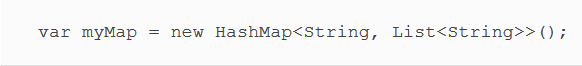 var myMap = new HashMap<String, List<String>>();